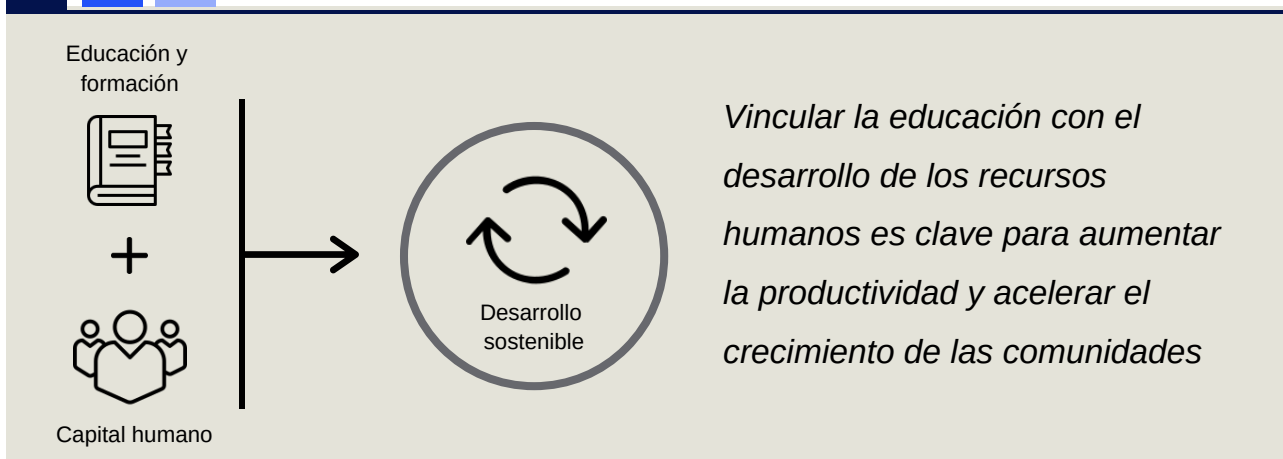 Educación y
formación
Capital humano
Desarrollo
sostenible
Vincular la educación con el
desarrollo de los recursos
humanos es clave para aumentar
la productividad y acelerar el
crecimiento de las comunidades